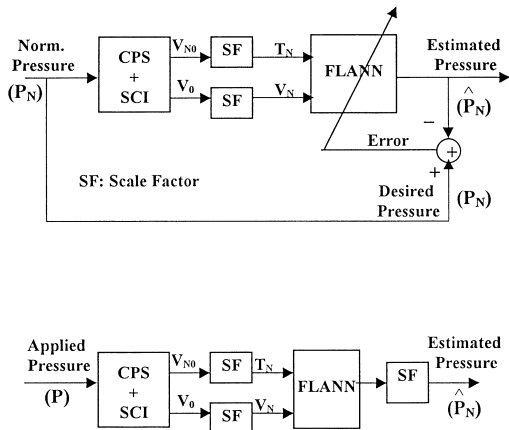 Norm.
Pressure
(P_N)
CPS
+
SCI
V_N0
SF
T_N
V_0
SF
V_N
FLANN
Estimated
Pressure
(P̂_N)
−
Error
+
+
SF: Scale Factor
Desired
Pressure
(P_N)
Applied
Pressure
(P)
CPS
+
SCI
V_N0
SF
T_N
V_0
SF
V_N
FLANN
SF
Estimated
Pressure
(P̂_N)